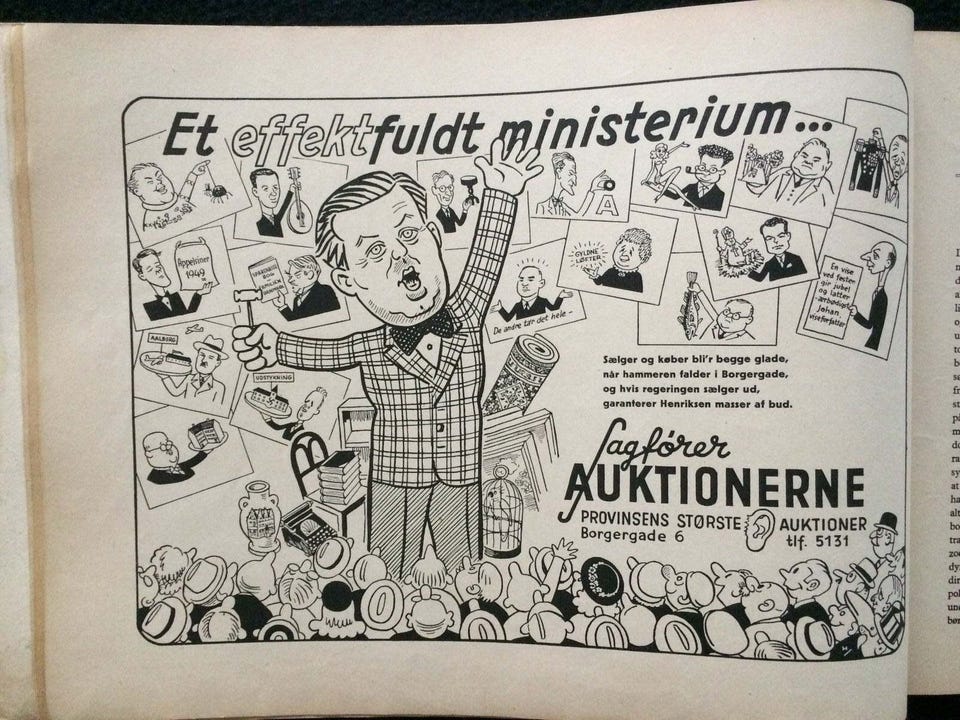 Et effektfuldt ministerium...
Appelsiner
1949
GYLDNE
LØFTER
A
De andre tar det hele -
En vise
ved festen
gir jubel
og latter
-ærbødigst
Johan.
viseforfatter
AALBORG
UDSTYKNING
Sælger og køber bli'r begge glade,
når hammeren falder i Borgergade,
og hvis regeringen sælger ud,
garanterer Henriksen masser af bud.
Sagfører
AUKTIONERNE
PROVINSENS STØRSTE AUKTIONER
Borgergade 6 tlf. 5131